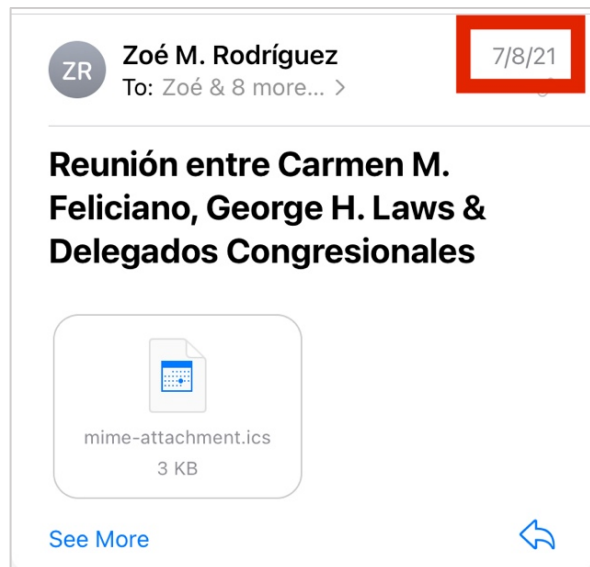 ZR
Zoé M. Rodríguez
7/8/21
To: Zoé & 8 more... >
Reunión entre Carmen M.
Feliciano, George H. Laws &
Delegados Congresionales
mime-attachment.ics
3 KB
See More